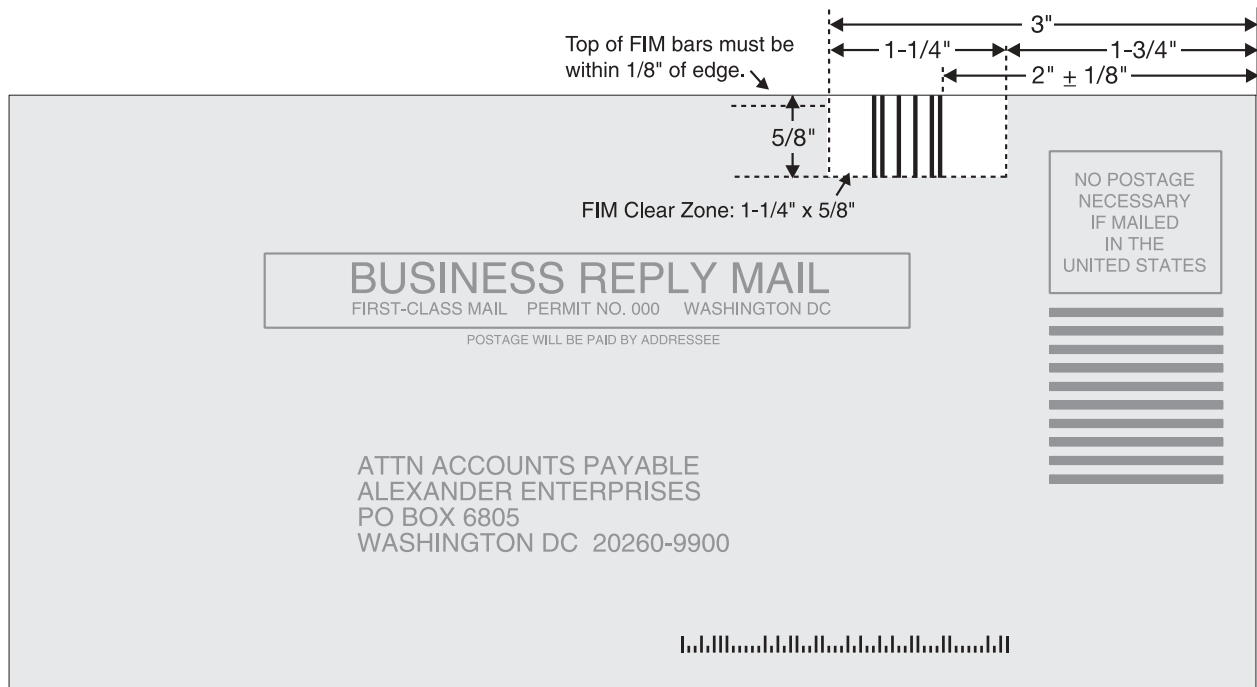 3"
Top of FIM bars must be
within 1/8" of edge.
1-1/4"
1-3/4"
2" ± 1/8"
5/8"
FIM Clear Zone: 1-1/4" x 5/8"
NO POSTAGE
NECESSARY
IF MAILED
IN THE
UNITED STATES
BUSINESS REPLY MAIL
FIRST-CLASS MAIL PERMIT NO. 000 WASHINGTON DC
POSTAGE WILL BE PAID BY ADDRESSEE
ATTN ACCOUNTS PAYABLE
ALEXANDER ENTERPRISES
PO BOX 6805
WASHINGTON DC 20260-9900